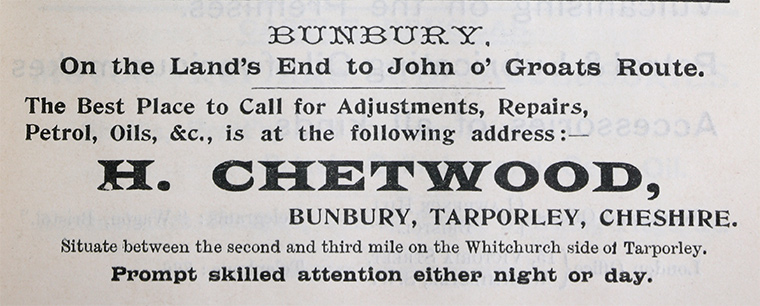 BUNBURY.
On the Land's End to John o' Groats Route.
The Best Place to Call for Adjustments, Repairs,
Petrol, Oils, &c., is at the following address:—
H. CHETWOOD,
BUNBURY, TARPORLEY, CHESHIRE.
Situate between the second and third mile on the Whitchurch side of Tarporley.
Prompt skilled attention either night or day.